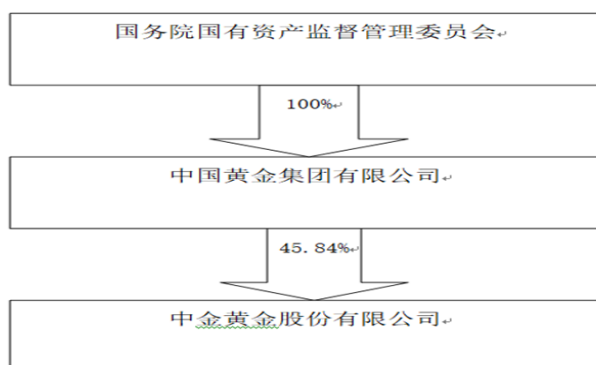 国务院国有资产监督管理委员会
100%
中国黄金集团有限公司
45.84%
中金黄金股份有限公司